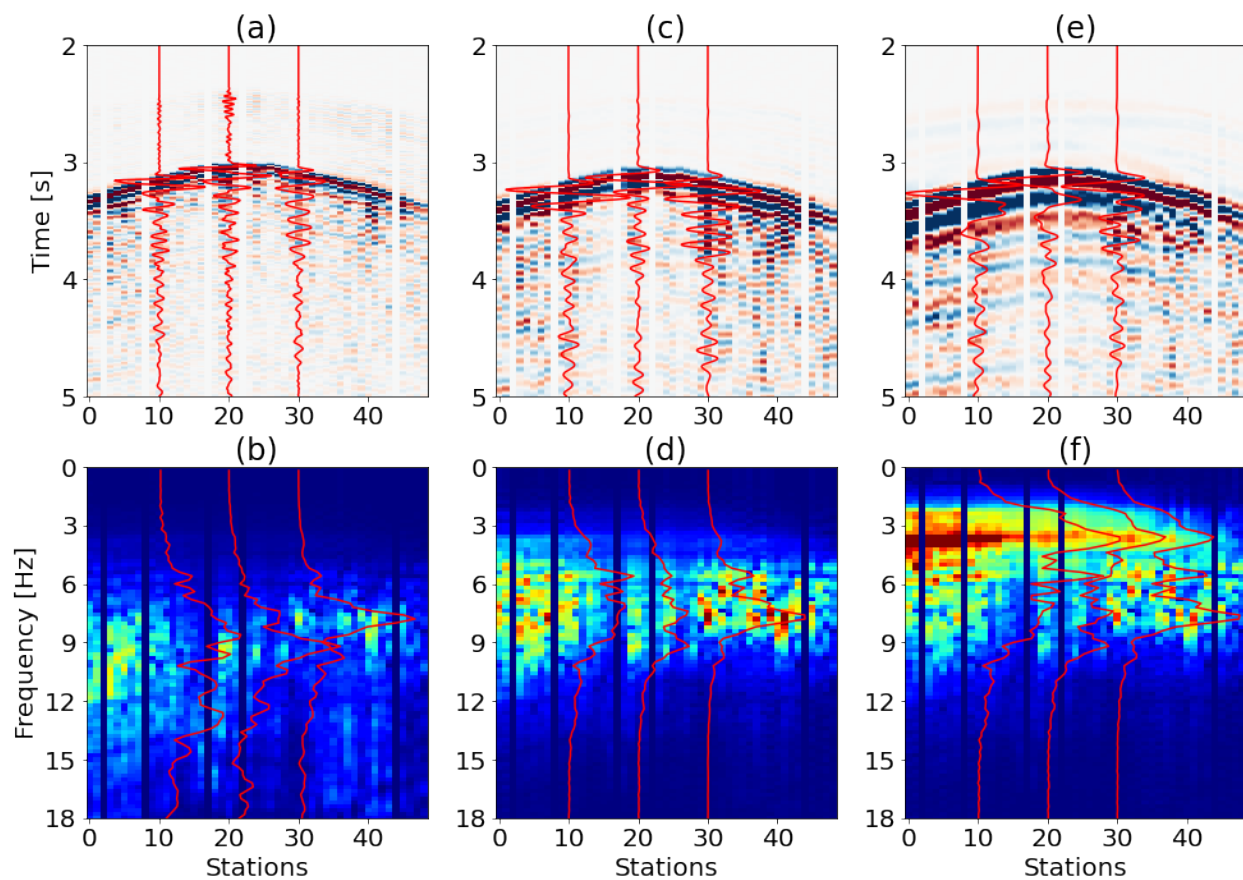 (a) (c) (e)
2 2 2
3 3 3
4 4 4
5 5 5
Time [s]
0 10 20 30 40 0 10 20 30 40 0 10 20 30 40
(b) (d) (f)
0 0 0
3 3 3
6 6 6
9 9 9
12 12 12
15 15 15
18 18 18
Frequency [Hz]
0 10 20 30 40 0 10 20 30 40 0 10 20 30 40
Stations Stations Stations